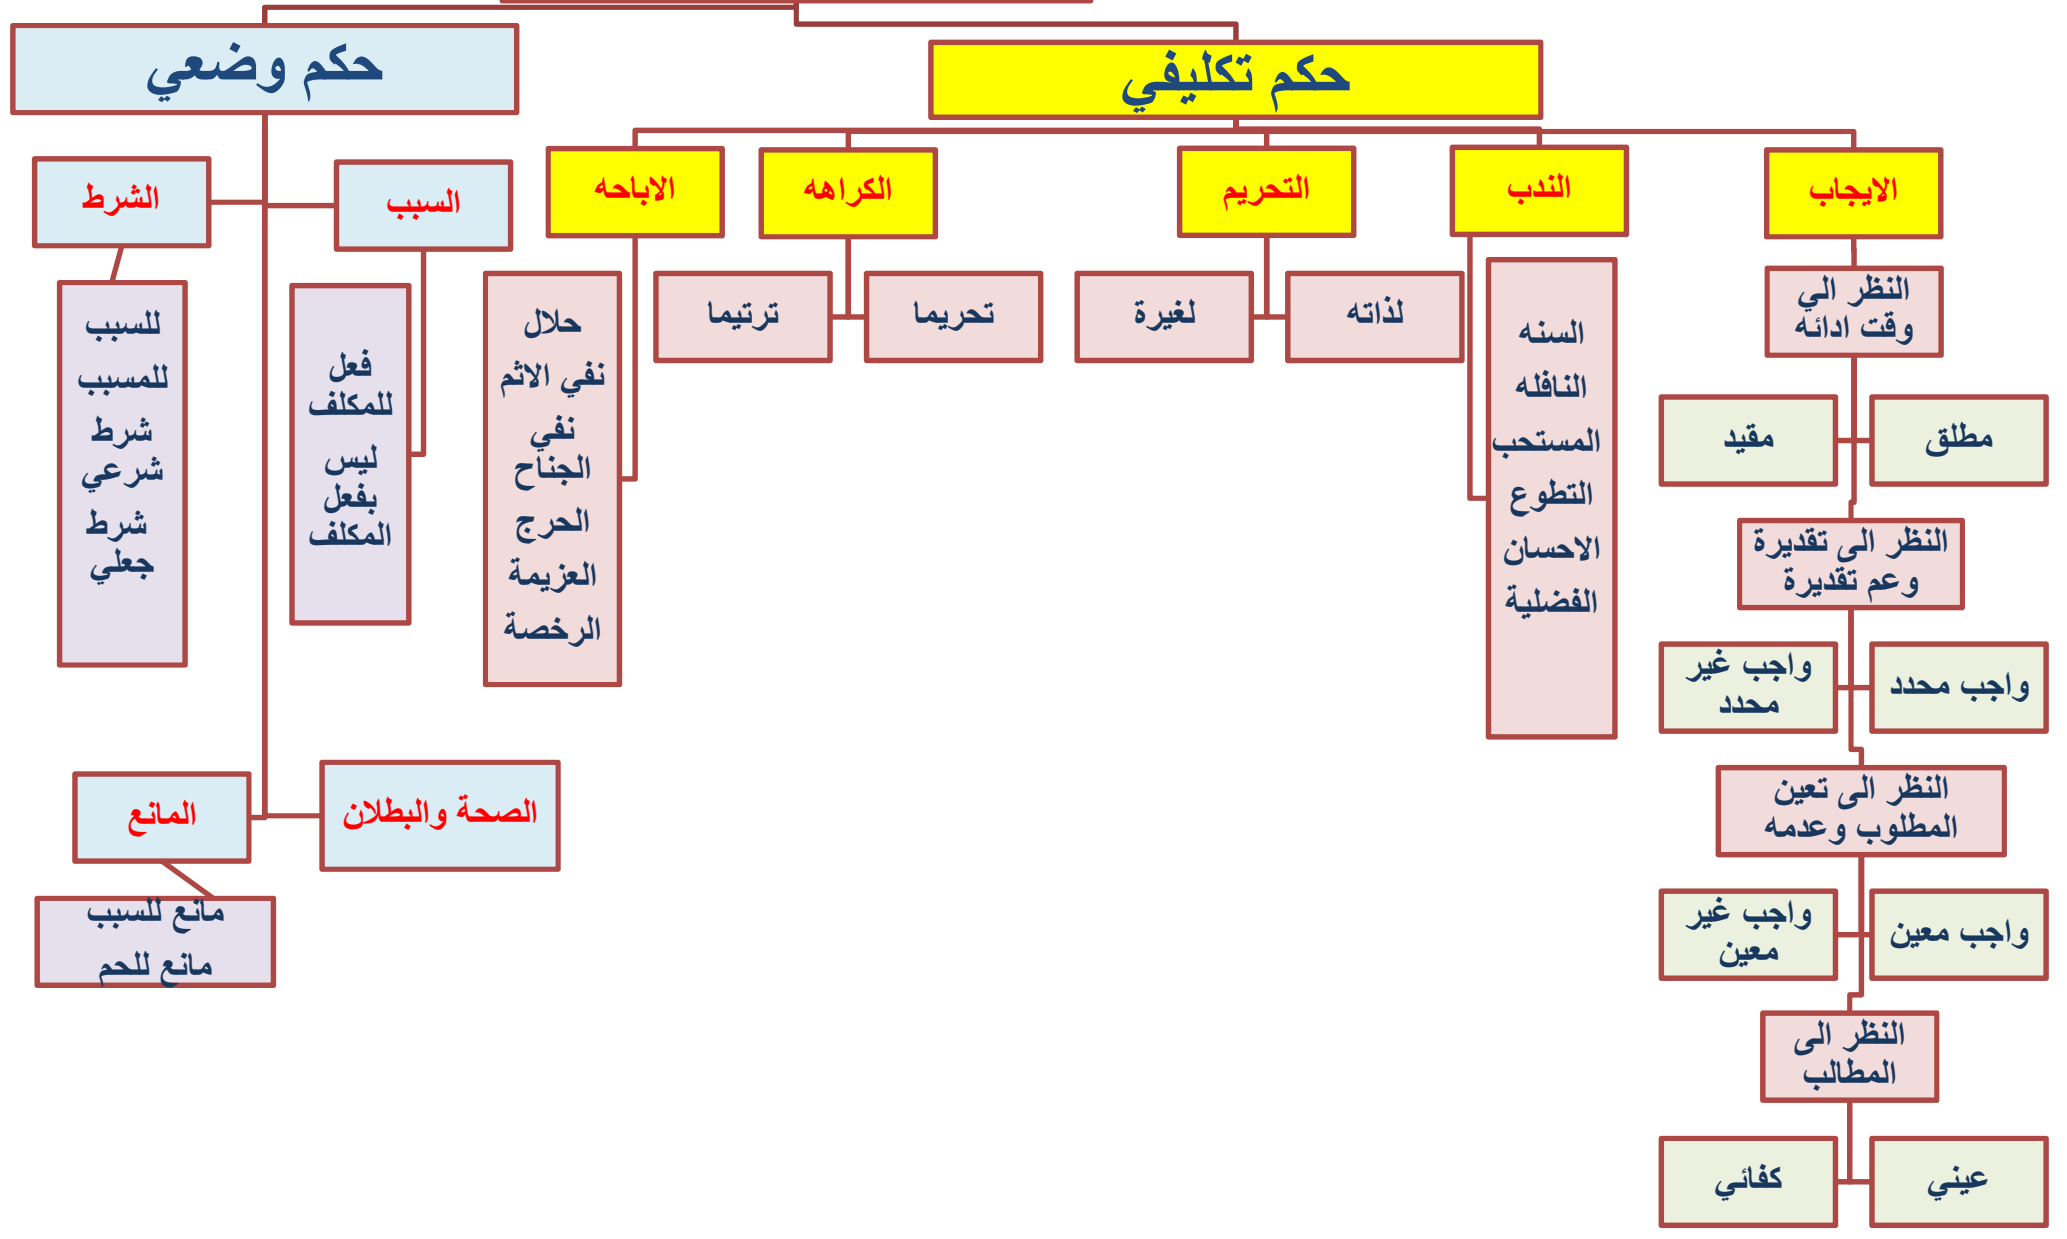 حكم تكليفي
حكم وضعي
الايجاب
الندب
التحريم
الكراهه
الاباحه
السبب
الشرط
النظر الي
وقت ادائه
مطلق
مقيد
النظر الى تقديرة
وعم تقديرة
واجب محدد
واجب غير
محدد
النظر الى تعين
المطلوب وعدمه
واجب معين
واجب غير
معين
النظر الى
المطالب
عيني
كفائي
السنه
النافله
المستحب
التطوع
الاحسان
الفضلية
لذاته
لغيرة
تحريما
ترتيما
حلال
نفي الاثم
نفي
الجناح
الحرج
العزيمة
الرخصة
فعل
للمكلف
ليس
بفعل
المكلف
للسبب
للمسبب
شرط
شرعي
شرط
جعلي
الصحة والبطلان
المانع
مانع للسبب
مانع للحم